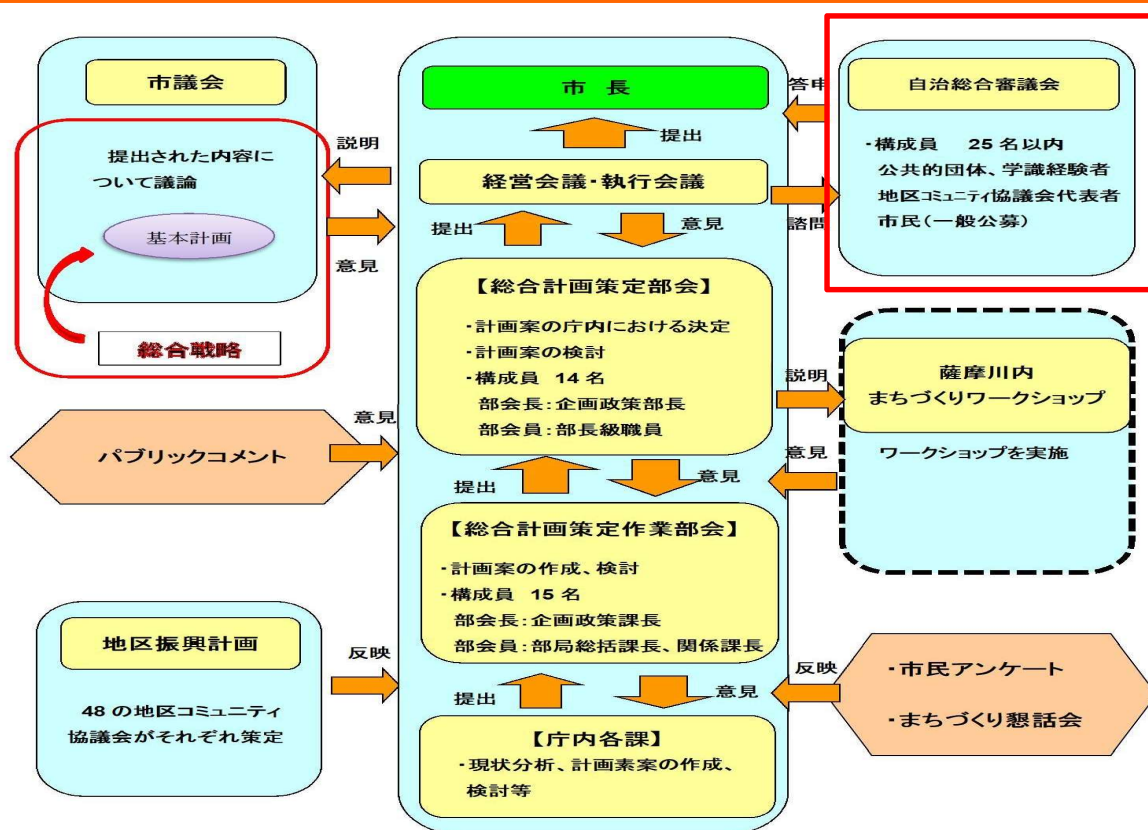 市議会
提出された内容に
ついて議論
基本計画
総合戦略
説明
意見
パブリックコメント
意見
地区振興計画
48 の地区コミュニティ
協議会がそれぞれ策定
反映
市 長
提出
経営会議・執行会議
提出
意見
【総合計画策定部会】
・計画案の庁内における決定
・計画案の検討
・構成員 14 名
部会長：企画政策部長
部会員：部長級職員
提出
意見
【総合計画策定作業部会】
・計画案の作成、検討
・構成員 15 名
部会長：企画政策課長
部会員：部局総括課長、関係課長
提出
意見
【庁内各課】
・現状分析、計画素案の作成、
検討等
答申
諮問
自治総合審議会
・構成員 25 名以内
公共的団体、学識経験者
地区コミュニティ協議会代表者
市民（一般公募）
説明
意見
薩摩川内
まちづくりワークショップ
ワークショップを実施
反映
・市民アンケート
・まちづくり懇話会